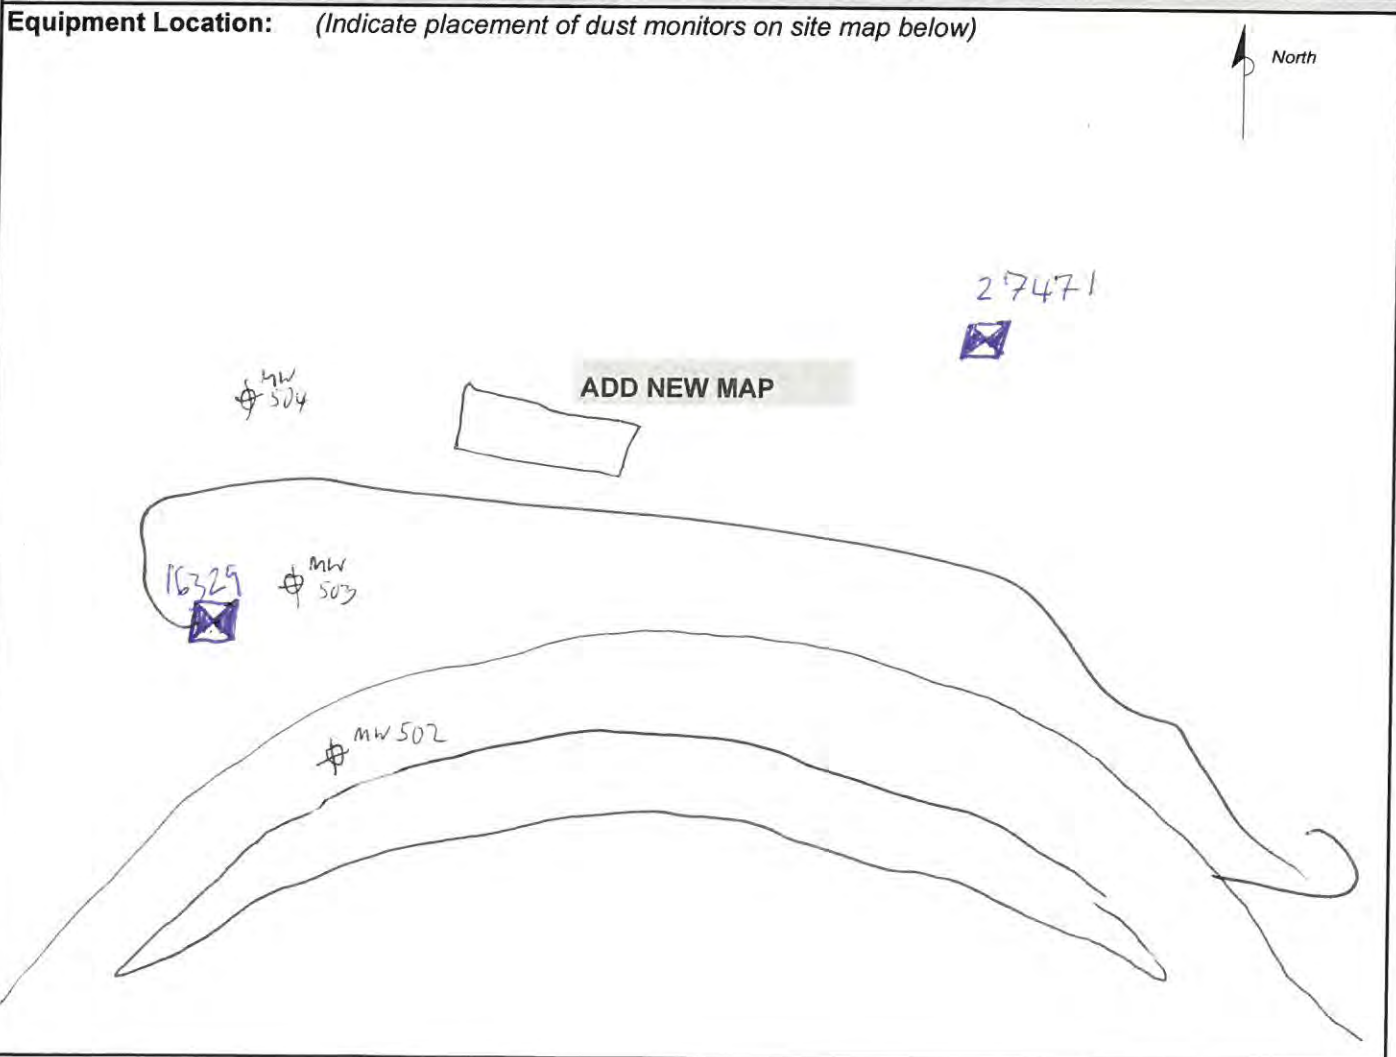 Equipment Location: (Indicate placement of dust monitors on site map below)
North
27471
ADD NEW MAP
MW
504
16329
MW
503
MW 502